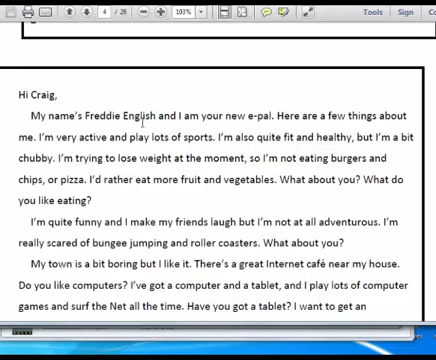 4 / 26
103%
Tools
Sign
Hi Craig,
My name's Freddie English and I am your new e-pal. Here are a few things about
me. I'm very active and play lots of sports. I'm also quite fit and healthy, but I'm a bit
chubby. I'm trying to lose weight at the moment, so I'm not eating burgers and
chips, or pizza. I'd rather eat more fruit and vegetables. What about you? What do
you like eating?
I'm quite funny and I make my friends laugh but I'm not at all adventurous. I'm
really scared of bungee jumping and roller coasters. What about you?
My town is a bit boring but I like it. There's a great Internet café near my house.
Do you like computers? I've got a computer and a tablet, and I play lots of computer
games and surf the Net all the time. Have you got a tablet? I want to get an